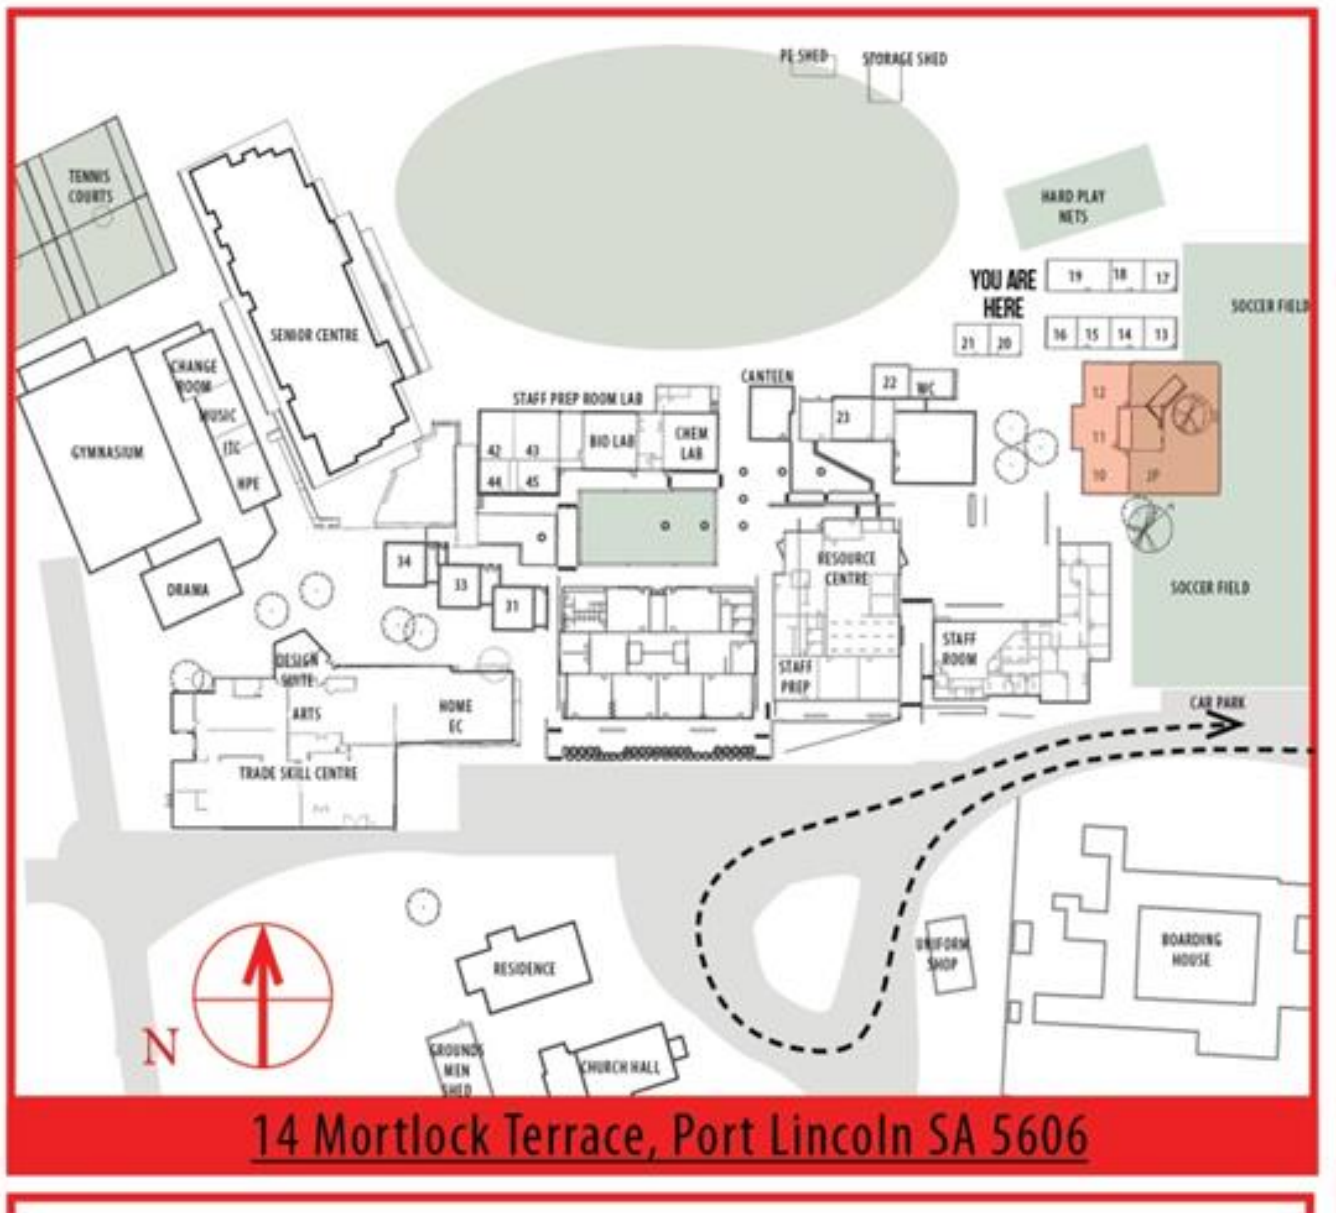 PE SHED
STORAGE SHED
TENNIS
COURTS
HARD PLAY
NETS
YOU ARE
HERE
19
18
17
SOCCER FIELD
SENIOR CENTRE
21
20
16
15
14
13
CHANGE
ROOM
MUSIC
ITC
HPE
GYMNASIUM
DRAMA
STAFF PREP ROOM LAB
42
43
44
45
BIO LAB
CHEM
LAB
CANTEEN
22
WC
23
12
11
10
JP
34
33
31
RESOURCE
CENTRE
STAFF
PREP
STAFF
ROOM
SOCCER FIELD
CAR PARK
DESIGN
SUITE
ARTS
HOME
EC
TRADE SKILL CENTRE
RESIDENCE
UNIFORM
SHOP
BOARDING
HOUSE
GROUNDS
MEN
SHED
CHURCH HALL
N
14 Mortlock Terrace, Port Lincoln SA 5606